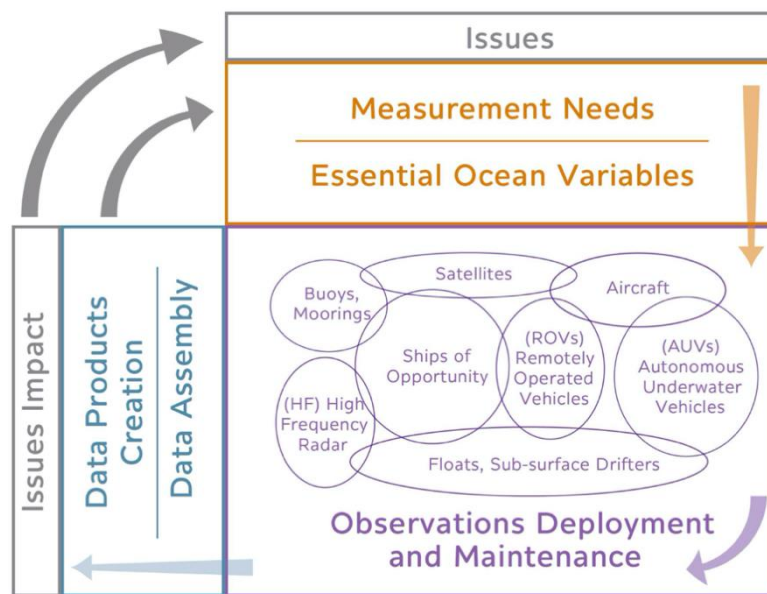 Issues
Measurement Needs
Essential Ocean Variables
Issues Impact
Data Products
Creation
Data Assembly
Satellites
Buoys,
Moorings
Aircraft
Ships of
Opportunity
(ROVs)
Remotely
Operated
Vehicles
(AUVs)
Autonomous
Underwater
Vehicles
(HF) High
Frequency
Radar
Floats, Sub-surface Drifters
Observations Deployment
and Maintenance